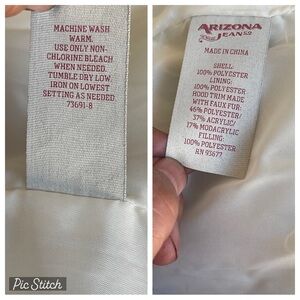 MACHINE WASH
WARM.
USE ONLY NON-
CHLORINE BLEACH
WHEN NEEDED.
TUMBLE DRY LOW.
IRON ON LOWEST
SETTING AS NEEDED.
73691-8
ARIZONA
JEAN CO
MADE IN CHINA
SHELL:
100% POLYESTER
LINING:
100% POLYESTER
HOOD TRIM MADE
WITH FAUX FUR:
46% POLYESTER/
37% ACRYLIC/
17% MODACRYLIC
FILLING:
100% POLYESTER
RN 93677
Pic Stitch